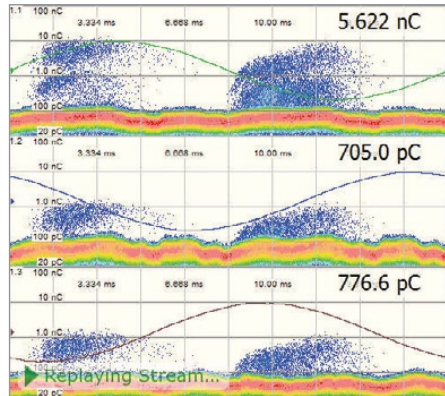 1.1 100 nC 3.334 ms 6.668 ms 10.00 ms 5.622 nC
10 nC
1.0 nC
100 pC
20 pC
1.2 100 nC 3.334 ms 6.668 ms 10.00 ms 705.0 pC
10 nC
1.0 nC
100 pC
20 pC
1.3 100 nC 3.334 ms 6.668 ms 10.00 ms 776.6 pC
10 nC
1.0 nC
Replaying Stream...
20 pC